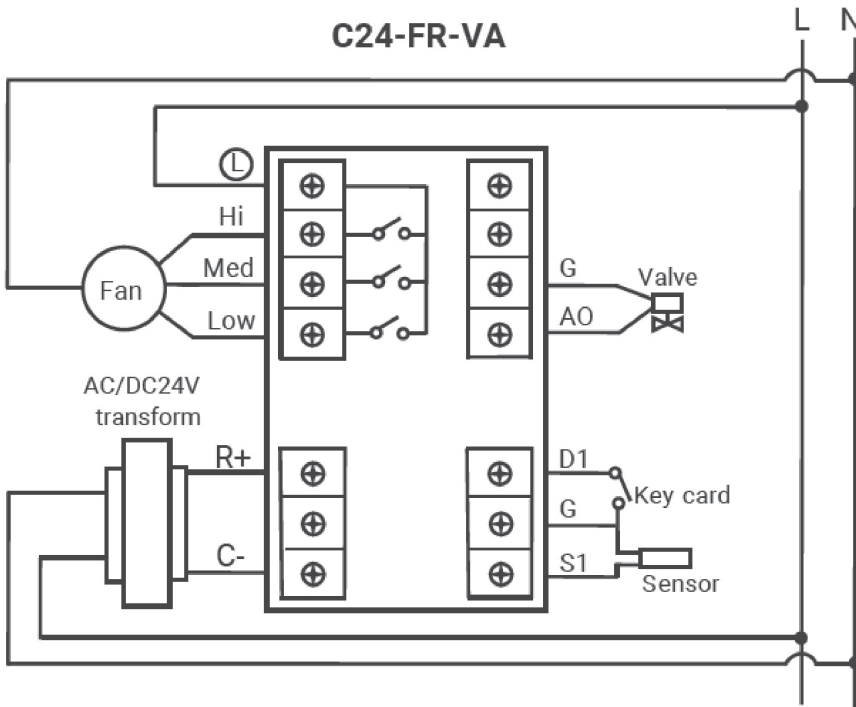 C24-FR-VA
L N
L
Hi
Med
Low
Fan
G
AO
Valve
AC/DC24V
transform
R+
C-
D1
G
S1
Key card
Sensor